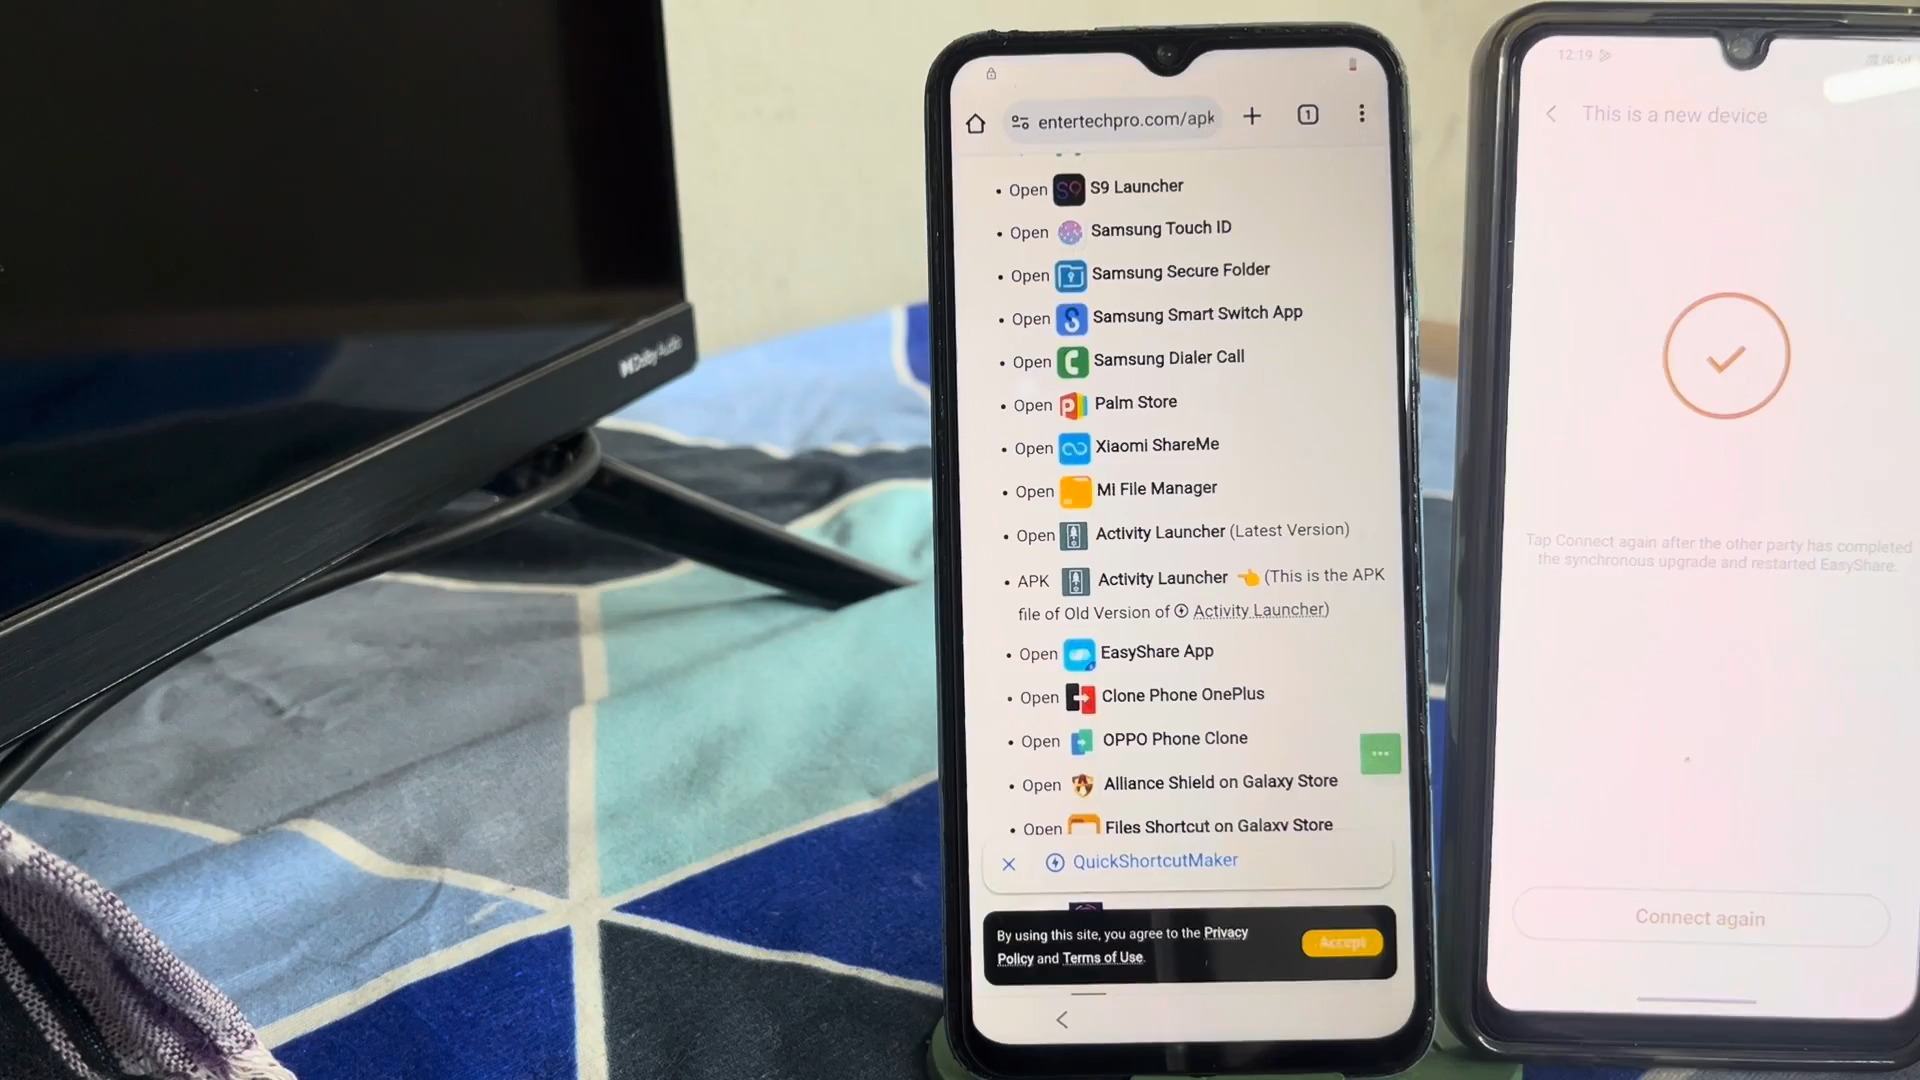 Dolby Audio
entertechpro.com/apk
1
Open S9 Launcher
Open Samsung Touch ID
Open Samsung Secure Folder
Open Samsung Smart Switch App
Open Samsung Dialer Call
Open Palm Store
Open Xiaomi ShareMe
Open Mi File Manager
Open Activity Launcher (Latest Version)
APK Activity Launcher 👈 (This is the APK
file of Old Version of Activity Launcher)
Open EasyShare App
Open Clone Phone OnePlus
Open OPPO Phone Clone
Open Alliance Shield on Galaxy Store
Open Files Shortcut on Galaxy Store
QuickShortcutMaker
By using this site, you agree to the Privacy
Policy and Terms of Use.
Accept
12:19
This is a new device
Tap Connect again after the other party has completed
the synchronous upgrade and restarted EasyShare.
Connect again